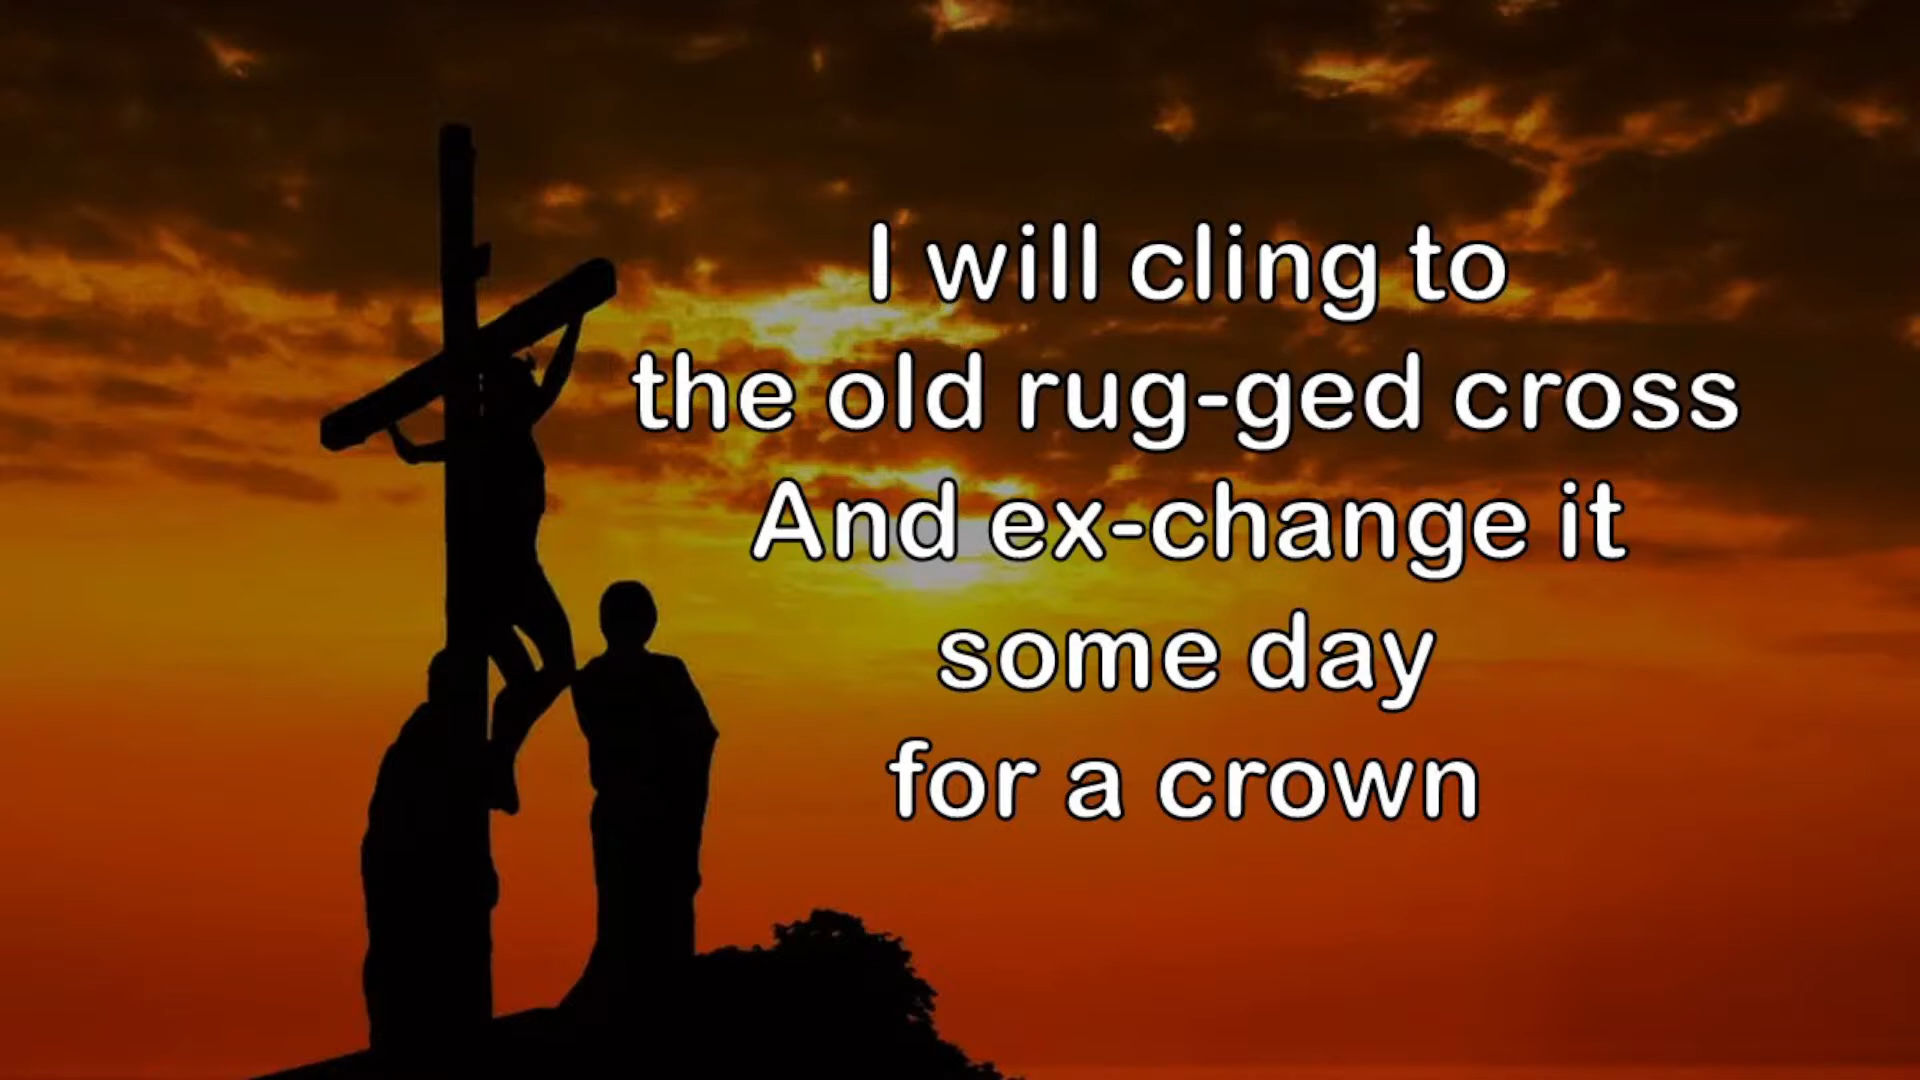 I will cling to
the old rug-ged cross
And ex-change it
some day
for a crown